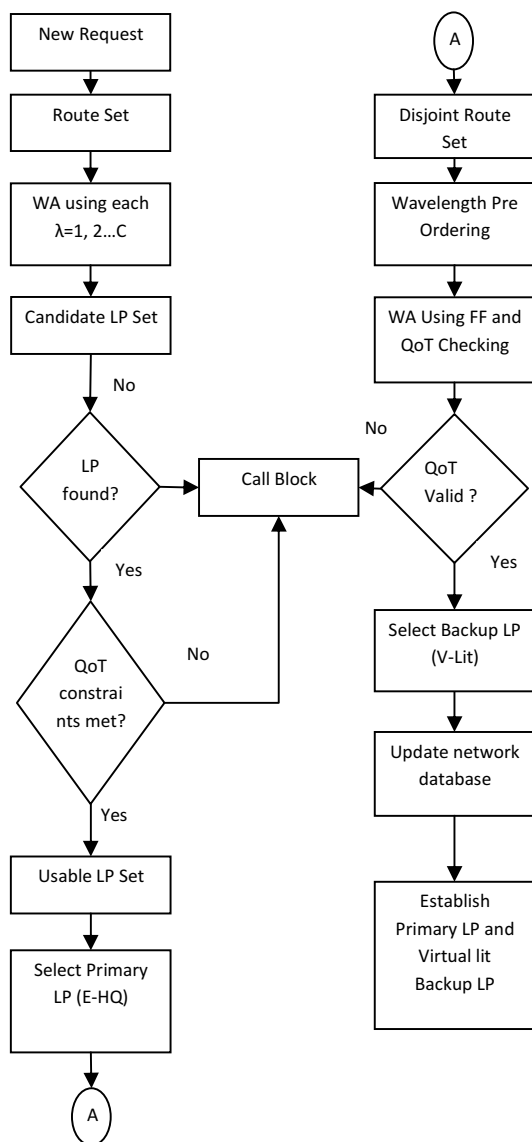 New Request
Route Set
WA using each
λ=1, 2...C
Candidate LP Set
No
LP
found?
Yes
QoT
constrai
nts met?
No
Yes
Usable LP Set
Select Primary
LP (E-HQ)
A
Call Block
A
Disjoint Route
Set
Wavelength Pre
Ordering
WA Using FF and
QoT Checking
No
QoT
Valid ?
Yes
Select Backup LP
(V-Lit)
Update network
database
Establish
Primary LP and
Virtual lit
Backup LP